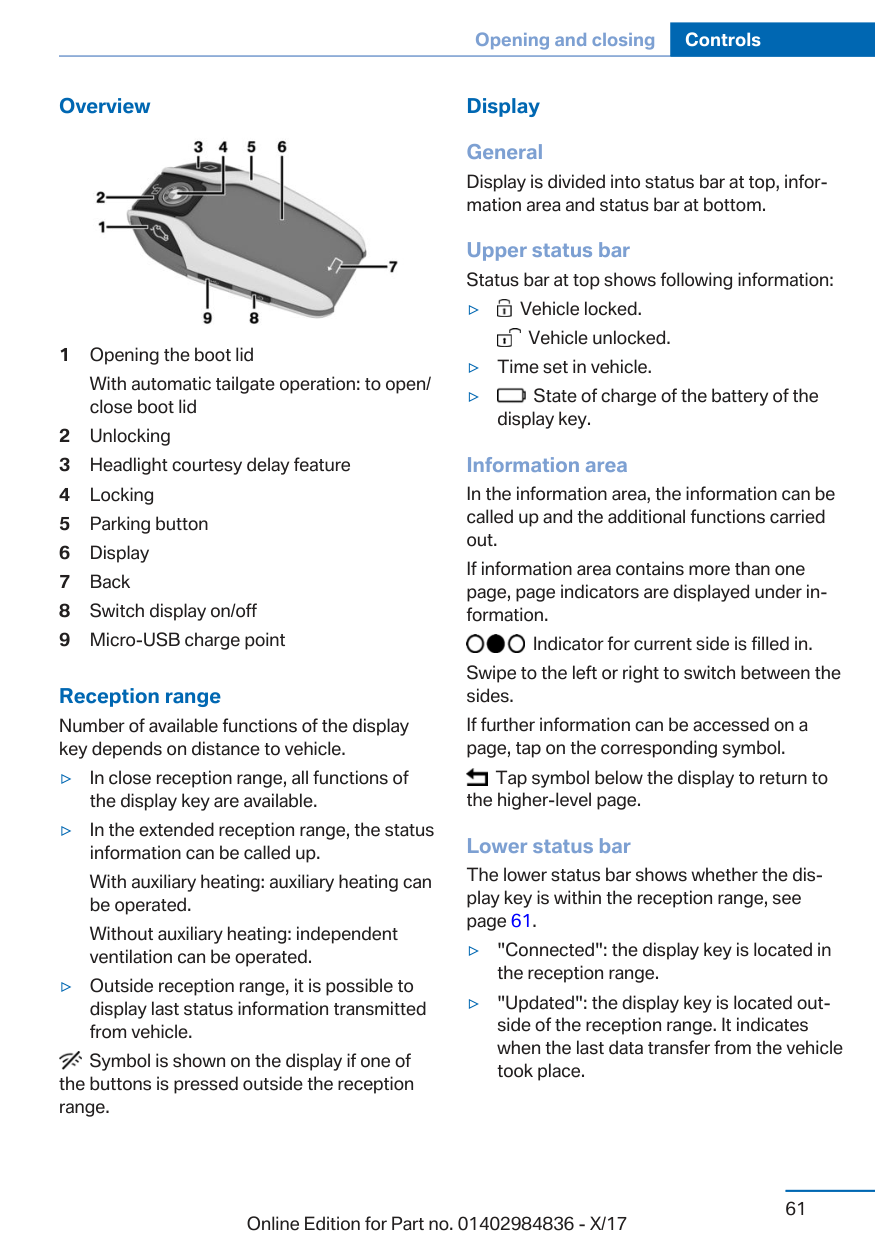 Opening and closing Controls
Overview
3 4 5 6
2
1
7
9 8
1 Opening the boot lid
With automatic tailgate operation: to open/
close boot lid
2 Unlocking
3 Headlight courtesy delay feature
4 Locking
5 Parking button
6 Display
7 Back
8 Switch display on/off
9 Micro-USB charge point
Reception range
Number of available functions of the display
key depends on distance to vehicle.
▷ In close reception range, all functions of
the display key are available.
▷ In the extended reception range, the status
information can be called up.
With auxiliary heating: auxiliary heating can
be operated.
Without auxiliary heating: independent
ventilation can be operated.
▷ Outside reception range, it is possible to
display last status information transmitted
from vehicle.
Symbol is shown on the display if one of
the buttons is pressed outside the reception
range.
Display
General
Display is divided into status bar at top, infor-
mation area and status bar at bottom.
Upper status bar
Status bar at top shows following information:
▷ Vehicle locked.
Vehicle unlocked.
▷ Time set in vehicle.
▷ State of charge of the battery of the
display key.
Information area
In the information area, the information can be
called up and the additional functions carried
out.
If information area contains more than one
page, page indicators are displayed under in-
formation.
Indicator for current side is filled in.
Swipe to the left or right to switch between the
sides.
If further information can be accessed on a
page, tap on the corresponding symbol.
Tap symbol below the display to return to
the higher-level page.
Lower status bar
The lower status bar shows whether the dis-
play key is within the reception range, see
page 61.
▷ "Connected": the display key is located in
the reception range.
▷ "Updated": the display key is located out-
side of the reception range. It indicates
when the last data transfer from the vehicle
took place.
61
Online Edition for Part no. 01402984836 - X/17